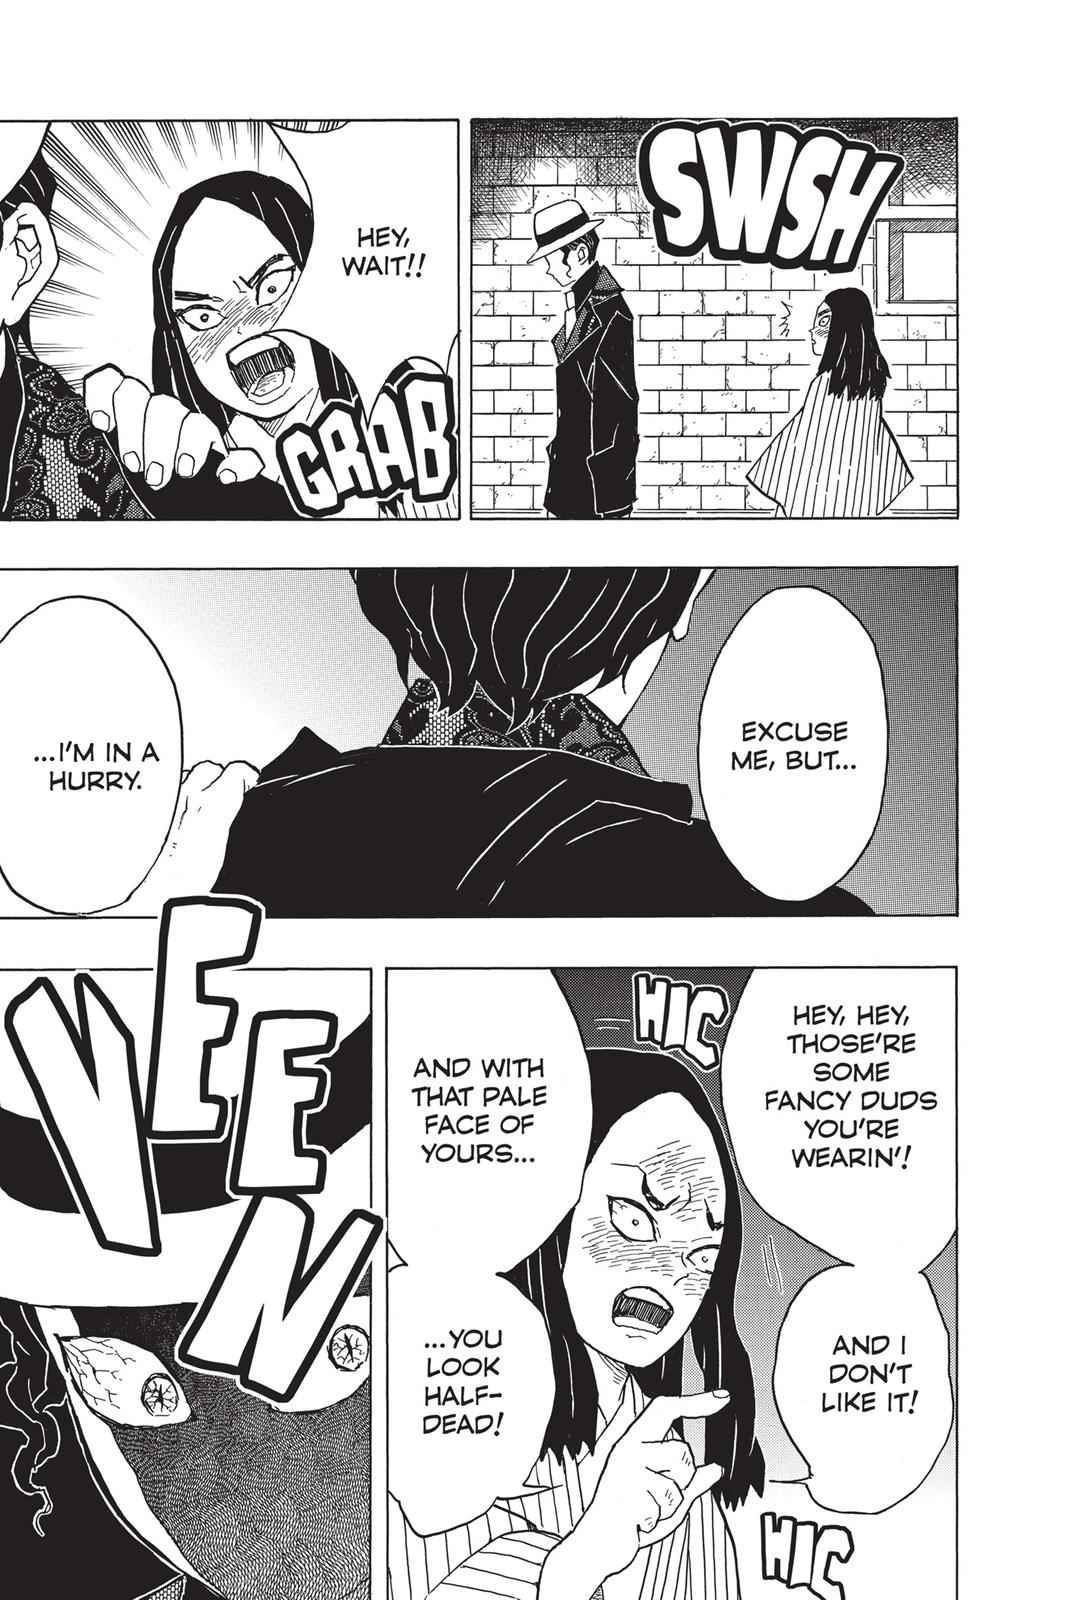 SWSH
HEY,
WAIT!!
GRAB
EXCUSE
ME, BUT...
...I'M IN A
HURRY.
HIC
HEY, HEY,
THOSE'RE
SOME
FANCY DUDS
YOU'RE
WEARIN'!
AND I
DON'T
LIKE IT!
HIC
AND WITH
THAT PALE
FACE OF
YOURS...
...YOU
LOOK
HALF-
DEAD!
VEEN